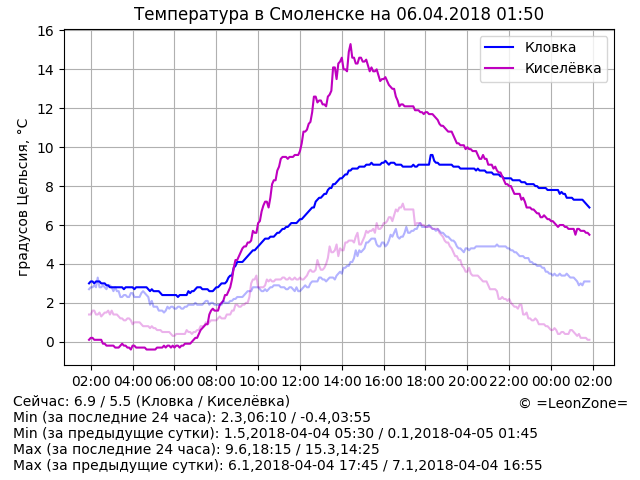 Температура в Смоленске на 06.04.2018 01:50
16
14
12
10
8
6
4
2
0
градусов Цельсия, °C
Кловка
Киселёвка
02:00 04:00 06:00 08:00 10:00 12:00 14:00 16:00 18:00 20:00 22:00 00:00 02:00
Сейчас: 6.9 / 5.5 (Кловка / Киселёвка)
© =LeonZone=
Min (за последние 24 часа): 2.3,06:10 / -0.4,03:55
Min (за предыдущие сутки): 1.5,2018-04-04 05:30 / 0.1,2018-04-05 01:45
Max (за последние 24 часа): 9.6,18:15 / 15.3,14:25
Max (за предыдущие сутки): 6.1,2018-04-04 17:45 / 7.1,2018-04-04 16:55